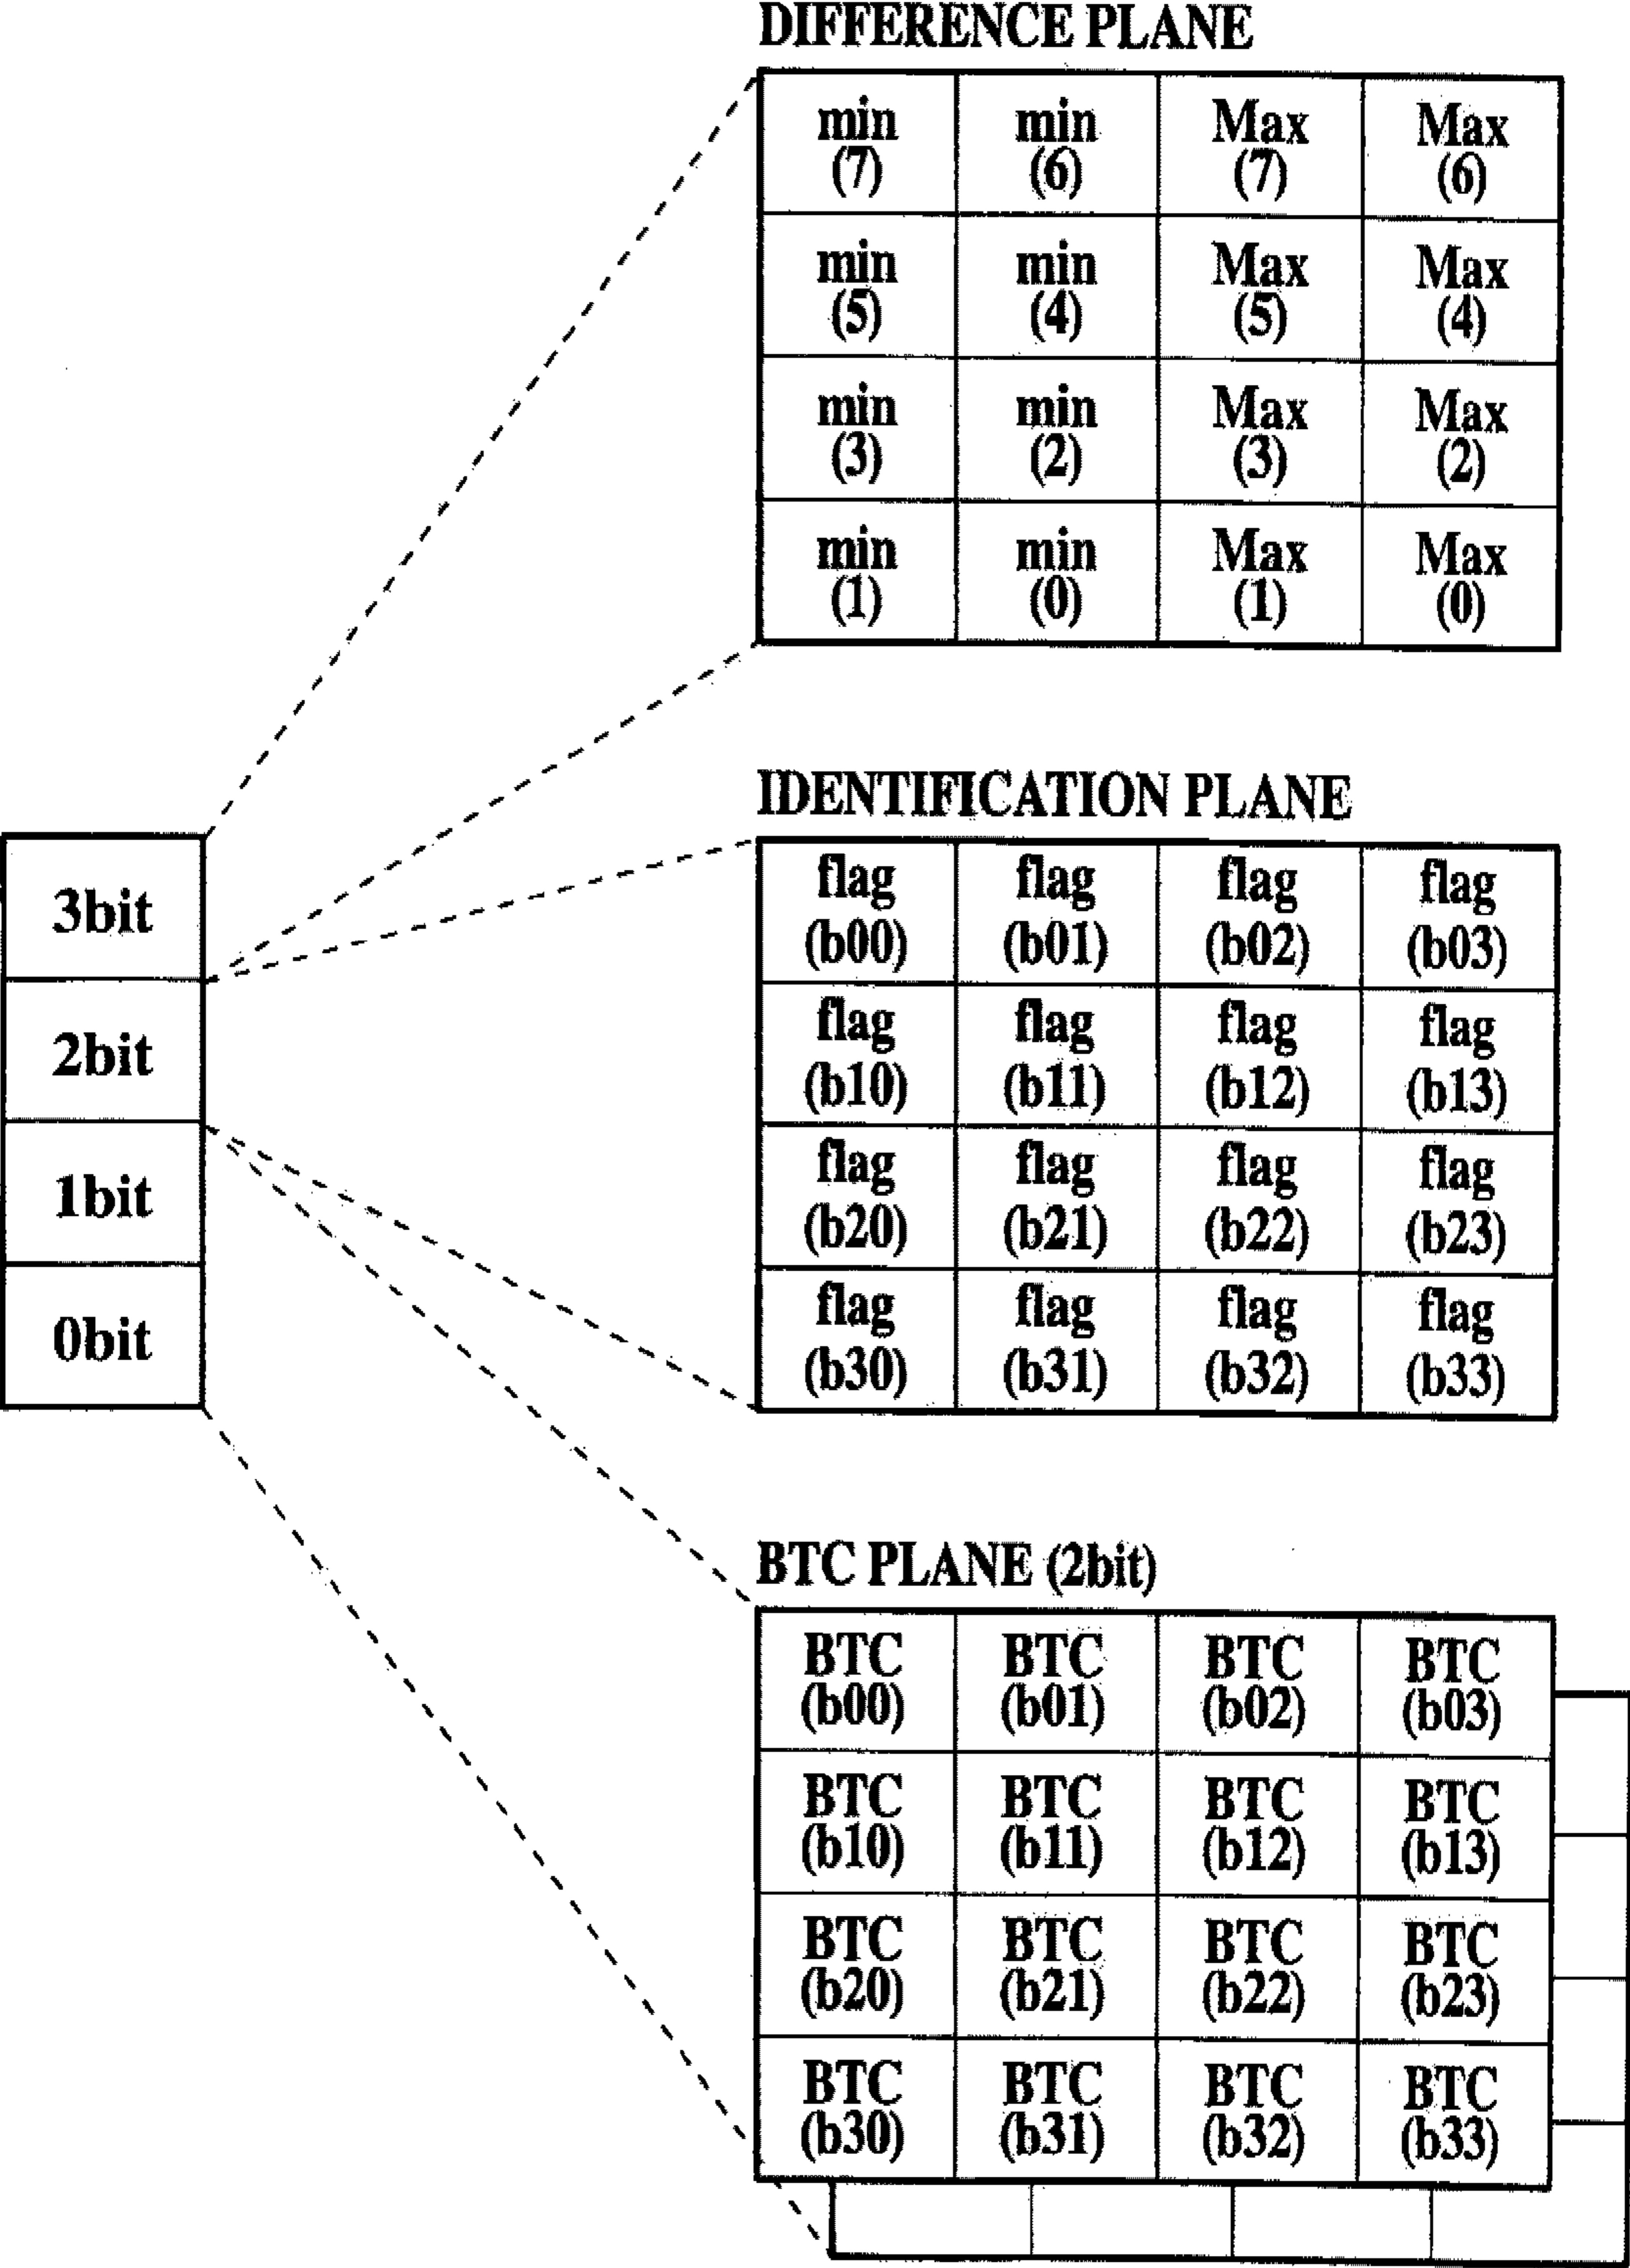 DIFFERENCE PLANE
min min Max Max
(7) (6) (7) (6)
min min Max Max
(5) (4) (5) (4)
min min Max Max
(3) (2) (3) (2)
min min Max Max
(1) (0) (1) (0)
3bit
2bit
1bit
0bit
IDENTIFICATION PLANE
flag flag flag flag
(b00) (b01) (b02) (b03)
flag flag flag flag
(b10) (b11) (b12) (b13)
flag flag flag flag
(b20) (b21) (b22) (b23)
flag flag flag flag
(b30) (b31) (b32) (b33)
BTC PLANE (2bit)
BTC BTC BTC BTC
(b00) (b01) (b02) (b03)
BTC BTC BTC BTC
(b10) (b11) (b12) (b13)
BTC BTC BTC BTC
(b20) (b21) (b22) (b23)
BTC BTC BTC BTC
(b30) (b31) (b32) (b33)